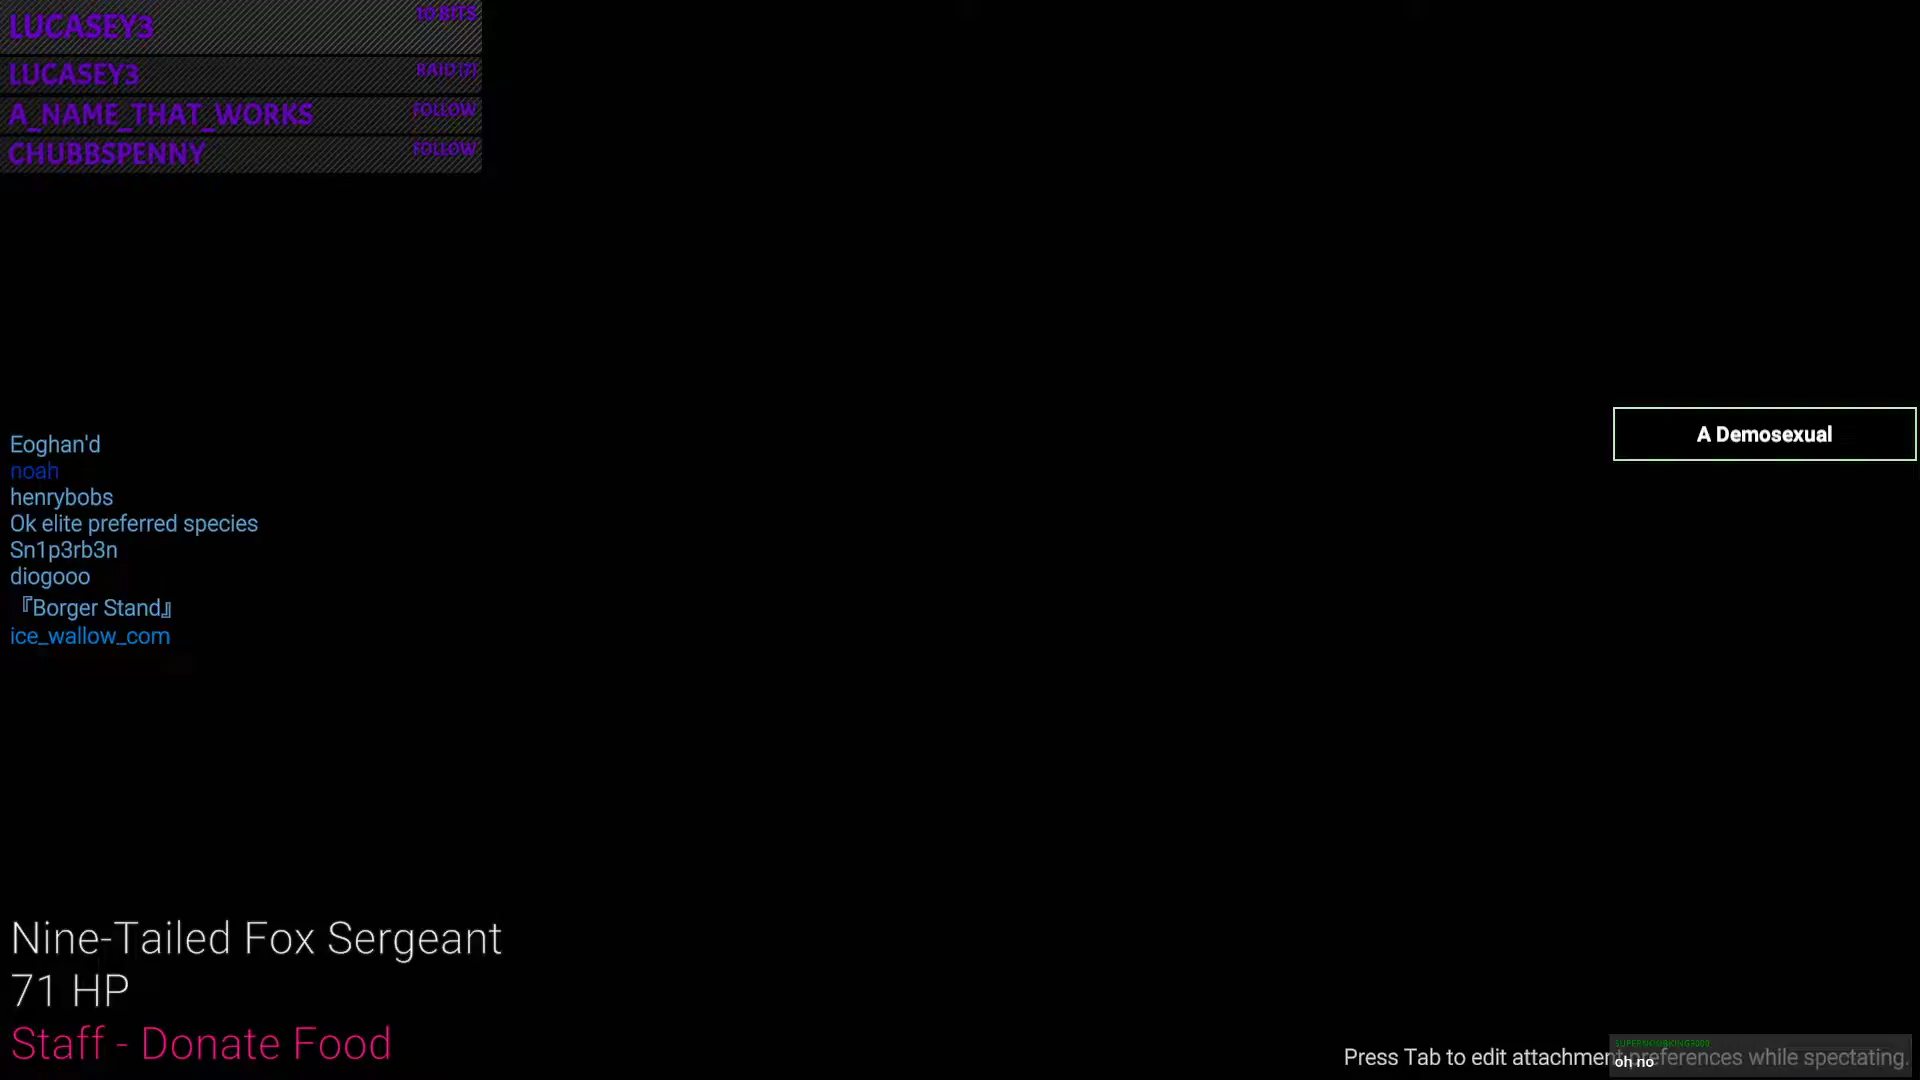 LUCASEY3 10 BITS
LUCASEY3 RAID (7)
A_NAME_THAT_WORKS FOLLOW
CHUBBSPENNY FOLLOW
Eoghan'd
noah
henrybobs
Ok elite preferred species
Sn1p3rb3n
diogooo
『Borger Stand』
ice_wallow_com
A Demosexual
Nine-Tailed Fox Sergeant
71 HP
Staff - Donate Food
Press Tab to edit attachment preferences while spectating.
oh no